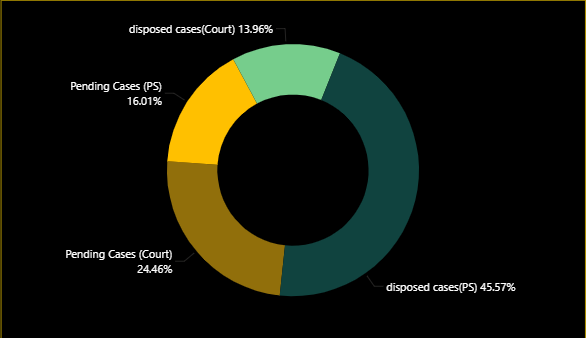 disposed cases(Court) 13.96%
Pending Cases (PS)
16.01%
Pending Cases (Court)
24.46%
disposed cases(PS) 45.57%